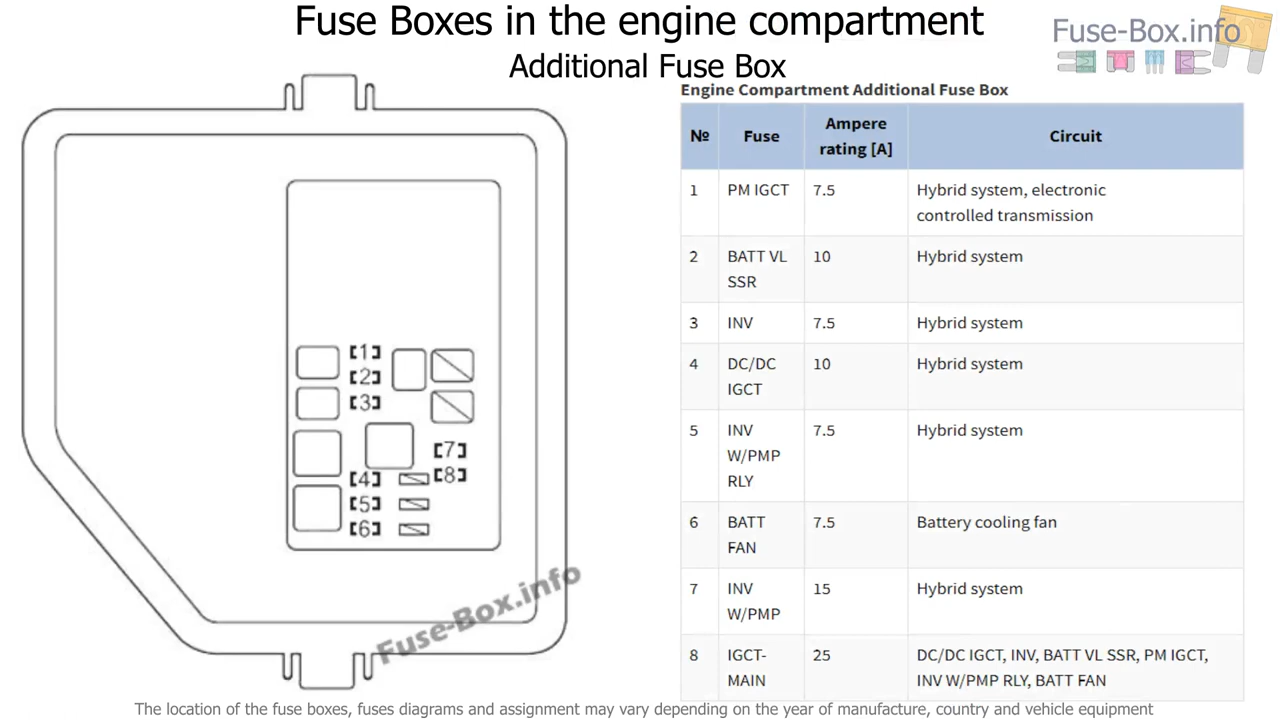 Fuse Boxes in the engine compartment
Additional Fuse Box
Fuse-Box.info
Engine Compartment Additional Fuse Box
№ Fuse Ampere rating [A] Circuit
1 PM IGCT 7.5 Hybrid system, electronic controlled transmission
2 BATT VL SSR 10 Hybrid system
3 INV 7.5 Hybrid system
4 DC/DC IGCT 10 Hybrid system
5 INV W/PMP RLY 7.5 Hybrid system
6 BATT FAN 7.5 Battery cooling fan
7 INV W/PMP 15 Hybrid system
8 IGCT-MAIN 25 DC/DC IGCT, INV, BATT VL SSR, PM IGCT, INV W/PMP RLY, BATT FAN
[1]
[2]
[3]
[7]
[4] [8]
[5]
[6]
Fuse-Box.info
The location of the fuse boxes, fuses diagrams and assignment may vary depending on the year of manufacture, country and vehicle equipment